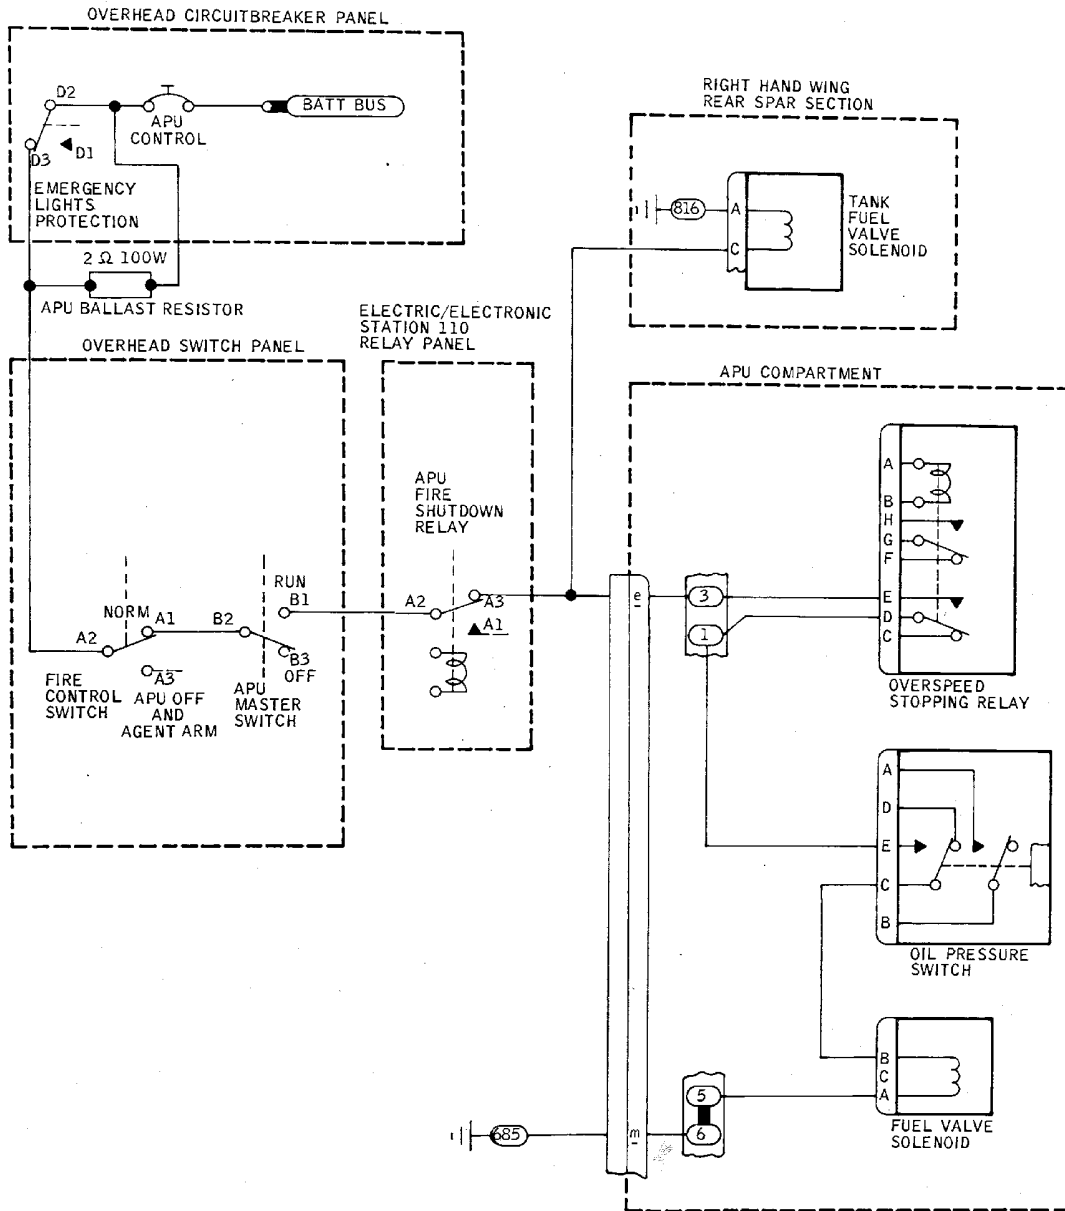 OVERHEAD CIRCUITBREAKER PANEL
D2
BATT BUS
APU
CONTROL
D3
D1
EMERGENCY
LIGHTS
PROTECTION
2 Ω 100W
APU BALLAST RESISTOR
RIGHT HAND WING
REAR SPAR SECTION
816
A
C
TANK
FUEL
VALVE
SOLENOID
OVERHEAD SWITCH PANEL
NORM
A1
A2
A3
FIRE
CONTROL
SWITCH
APU OFF
AND
AGENT ARM
RUN
B1
B2
B3
OFF
APU
MASTER
SWITCH
ELECTRIC/ELECTRONIC
STATION 110
RELAY PANEL
APU
FIRE
SHUTDOWN
RELAY
A2
A3
A1
APU COMPARTMENT
e
3
1
A
B
H
G
F
E
D
C
OVERSPEED
STOPPING RELAY
A
D
E
C
B
OIL PRESSURE
SWITCH
B
C
A
FUEL VALVE
SOLENOID
5
6
m
685